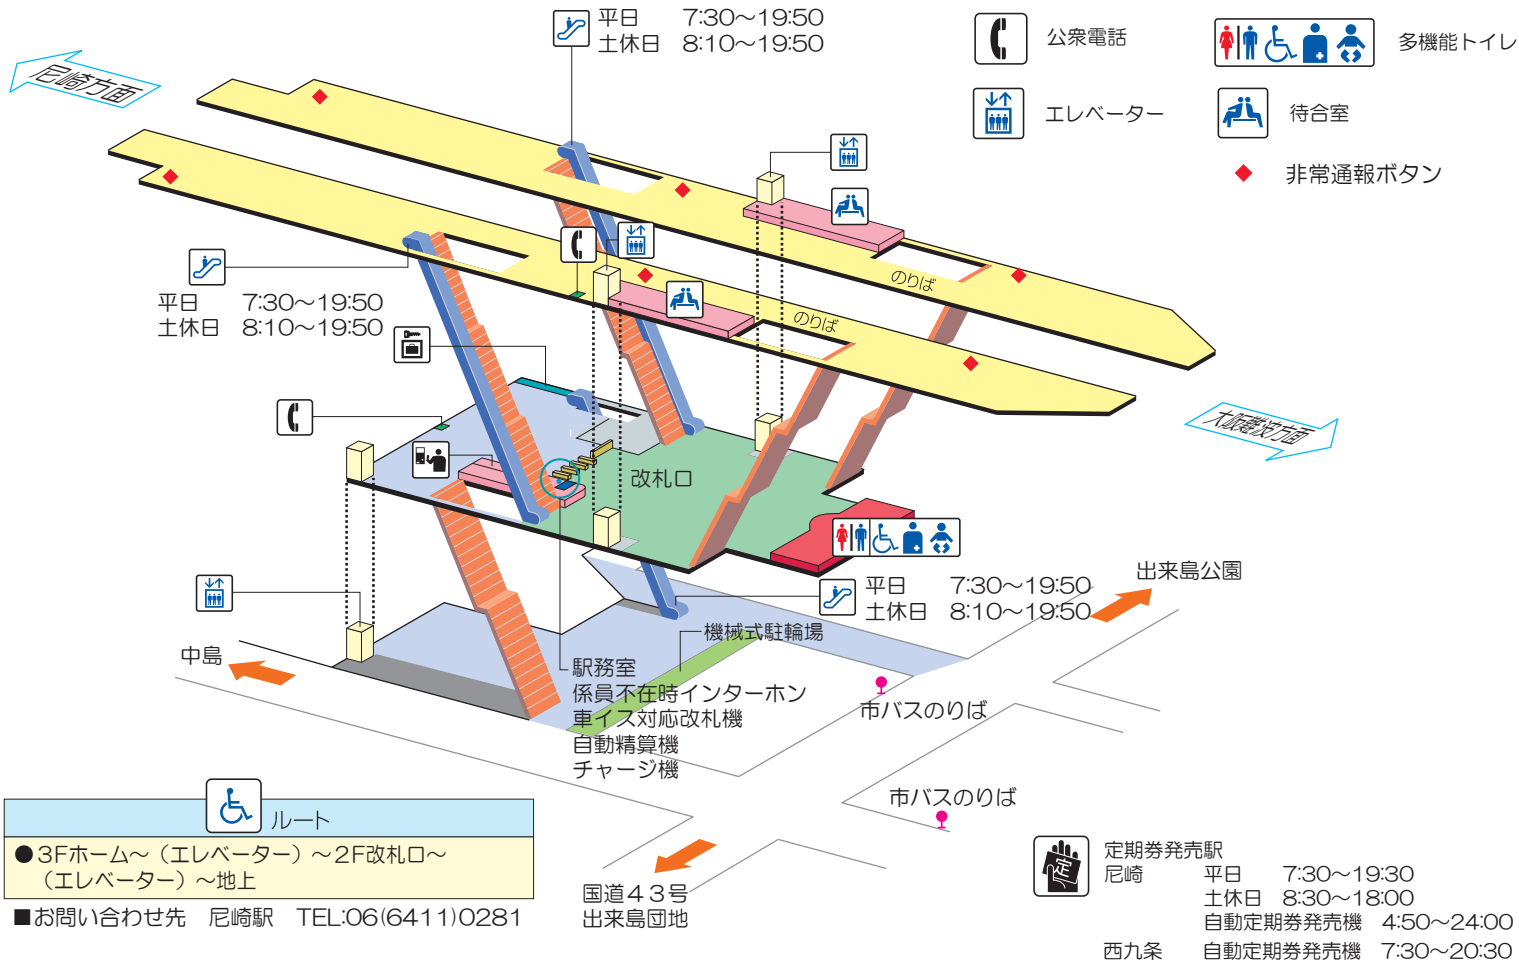 平日 7:30〜19:50
土休日 8:10〜19:50
公衆電話
多機能トイレ
尼崎方面
エレベーター
待合室
非常通報ボタン
のりば
平日 7:30〜19:50
土休日 8:10〜19:50
のりば
大阪難波方面
改札口
平日 7:30〜19:50
土休日 8:10〜19:50
出来島公園
機械式駐輪場
中島
駅務室
係員不在時インターホン
車イス対応改札機
自動精算機
チャージ機
市バスのりば
市バスのりば
ルート
●3Fホーム〜（エレベーター）〜2F改札口〜
（エレベーター）〜地上
■お問い合わせ先 尼崎駅 TEL:06(6411)0281
国道43号
出来島団地
定
定期券発売駅
尼崎 平日 7:30〜19:30
土休日 8:30〜18:00
自動定期券発売機 4:50〜24:00
西九条 自動定期券発売機 7:30〜20:30